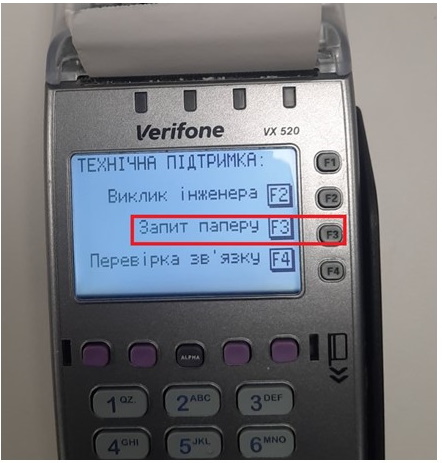 Verifone VX 520
ТЕХНІЧНА ПІДТРИМКА:
F1
Виклик інженера F2 F2
Запит паперу F3 F3
Перевірка зв'язку F4 F4
ALPHA
1 QZ. 2 ABC 3 DEF
4 GHI 5 JKL 6 MNO